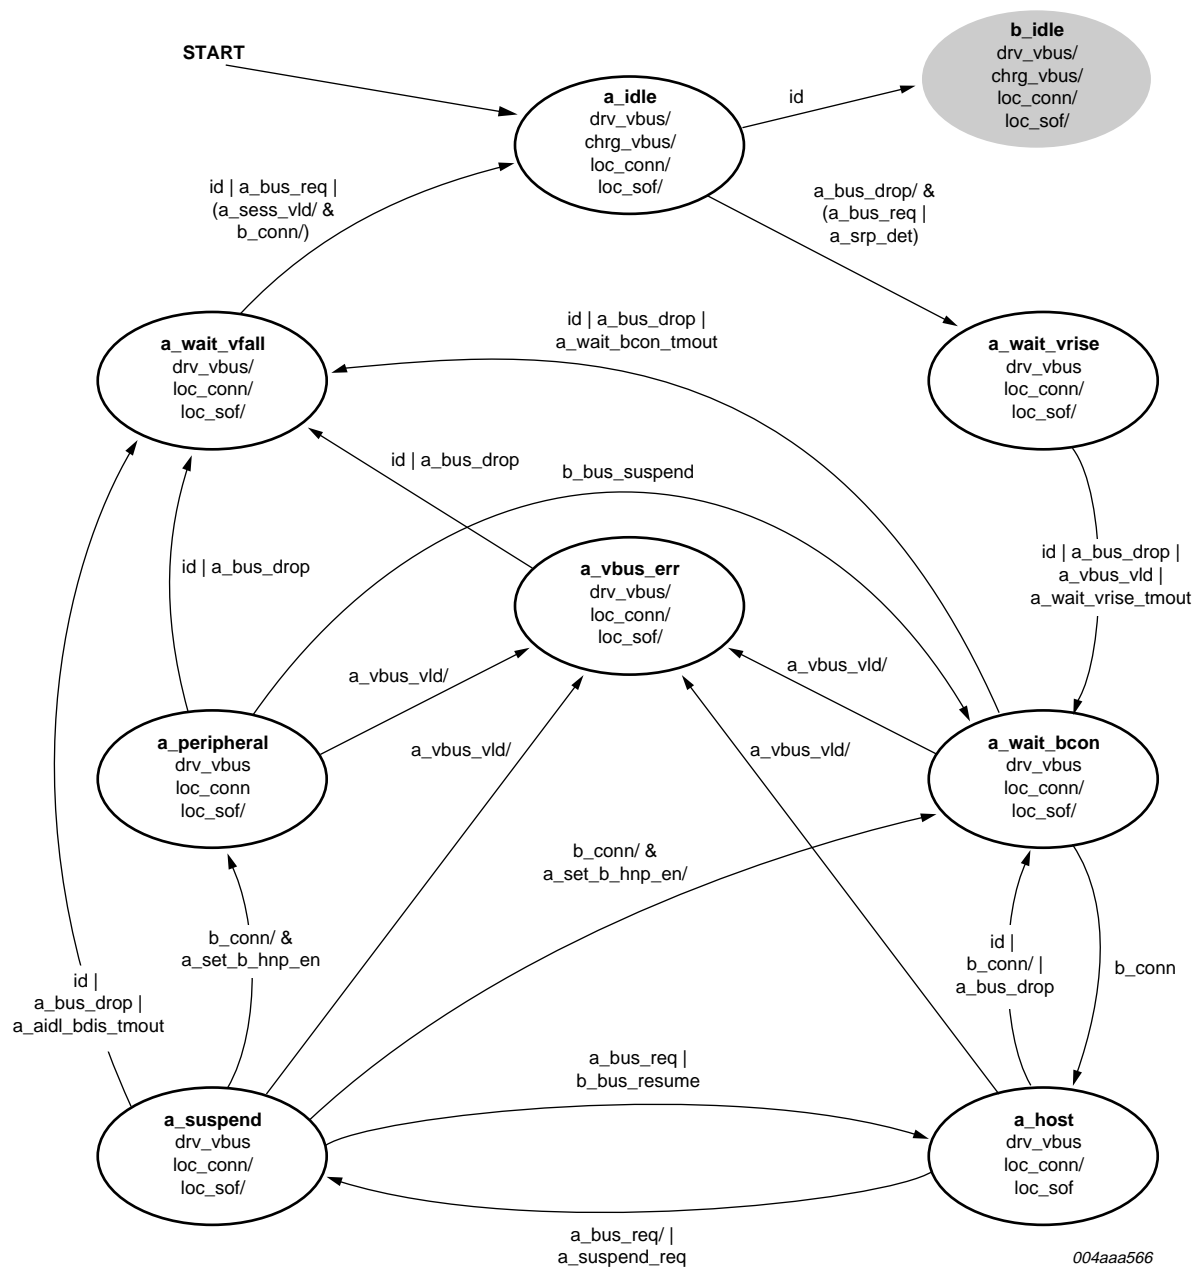 START
b_idle
drv_vbus/
chrg_vbus/
loc_conn/
loc_sof/
a_idle
drv_vbus/
chrg_vbus/
loc_conn/
loc_sof/
id
id | a_bus_req |
(a_sess_vld/ &
b_conn/)
a_bus_drop/ &
(a_bus_req |
a_srp_det)
a_wait_vfall
drv_vbus/
loc_conn/
loc_sof/
id | a_bus_drop |
a_wait_bcon_tmout
a_wait_vrise
drv_vbus
loc_conn/
loc_sof/
id | a_bus_drop
b_bus_suspend
id | a_bus_drop
a_vbus_err
drv_vbus/
loc_conn/
loc_sof/
id | a_bus_drop |
a_vbus_vld |
a_wait_vrise_tmout
a_vbus_vld/
a_vbus_vld/
a_peripheral
drv_vbus
loc_conn
loc_sof/
a_vbus_vld/
a_vbus_vld/
a_wait_bcon
drv_vbus
loc_conn/
loc_sof/
b_conn/ &
a_set_b_hnp_en/
b_conn/ &
a_set_b_hnp_en
id |
b_conn/ |
a_bus_drop
b_conn
id |
a_bus_drop |
a_aidl_bdis_tmout
a_bus_req |
b_bus_resume
a_suspend
drv_vbus
loc_conn/
loc_sof/
a_host
drv_vbus
loc_conn/
loc_sof
a_bus_req/ |
a_suspend_req
004aaa566